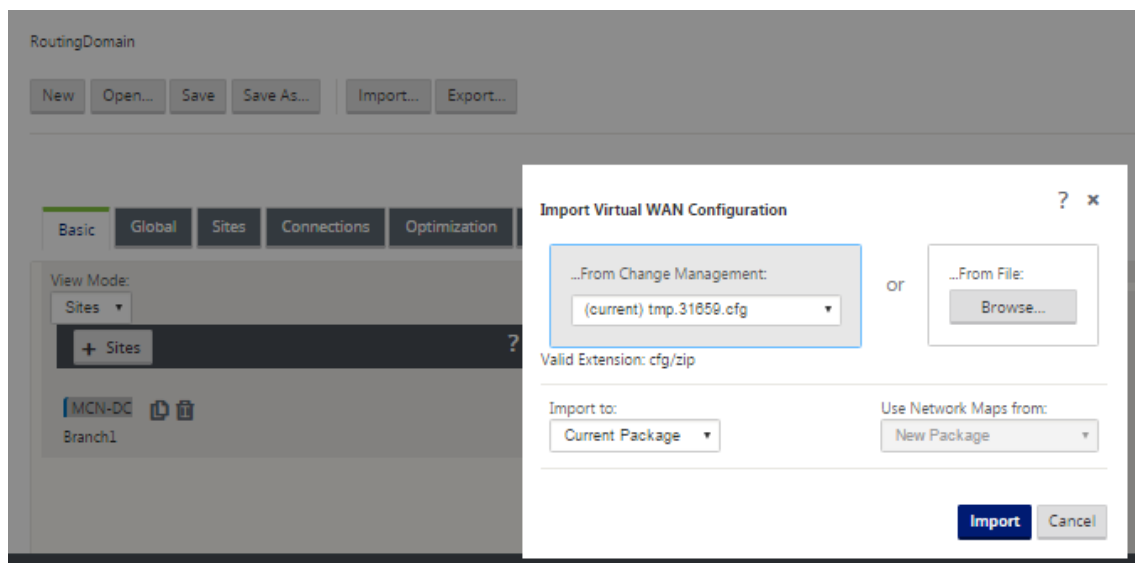 RoutingDomain
New Open... Save Save As... Import... Export...
Basic Global Sites Connections Optimization
View Mode:
Sites
+ Sites ?
MCN-DC
Branch1
Import Virtual WAN Configuration ? ×
...From Change Management:
(current) tmp.31659.cfg
or
...From File:
Browse...
Valid Extension: cfg/zip
Import to:
Current Package
Use Network Maps from:
New Package
Import Cancel